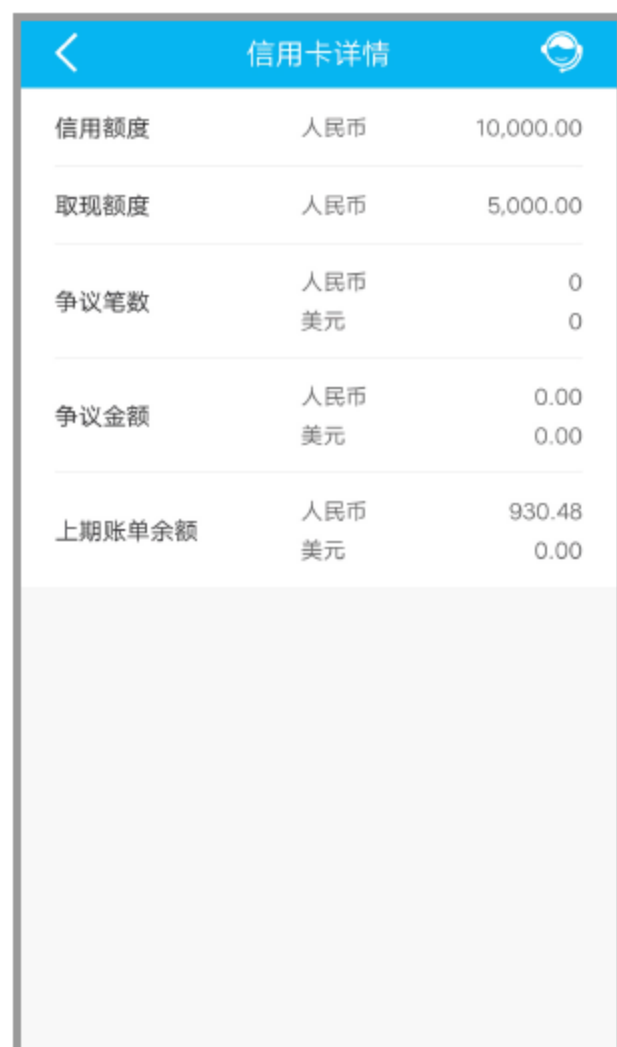 信用卡详情
信用额度 人民币 10,000.00
取现额度 人民币 5,000.00
争议笔数
人民币 0
美元 0
争议金额
人民币 0.00
美元 0.00
上期账单余额
人民币 930.48
美元 0.00